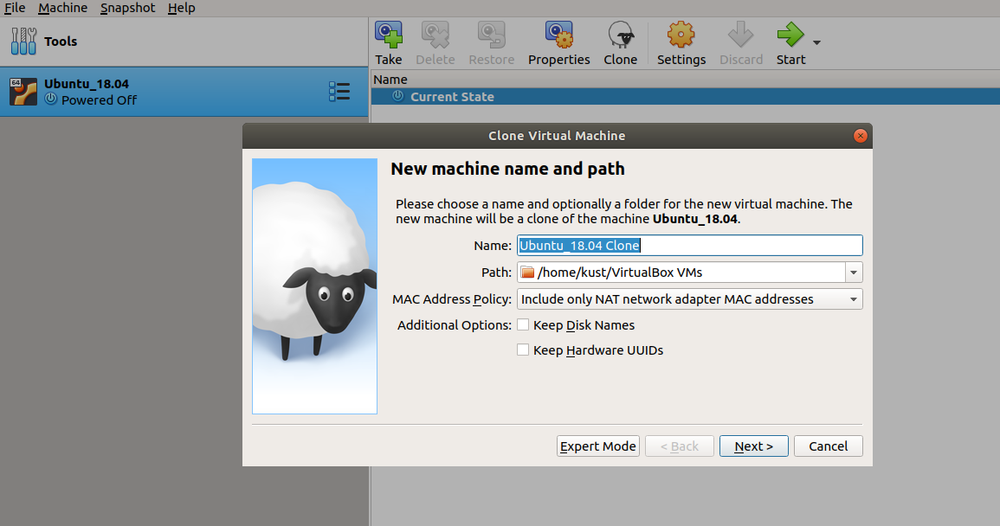 File Machine Snapshot Help
Tools
Take Delete Restore Properties Clone Settings Discard Start
Name
64
Ubuntu_18.04
Powered Off
Current State
Clone Virtual Machine
New machine name and path
Please choose a name and optionally a folder for the new virtual machine. The
new machine will be a clone of the machine Ubuntu_18.04.
Name: Ubuntu_18.04 Clone
Path: /home/kust/VirtualBox VMs
MAC Address Policy: Include only NAT network adapter MAC addresses
Additional Options: Keep Disk Names
Keep Hardware UUIDs
Expert Mode < Back Next > Cancel